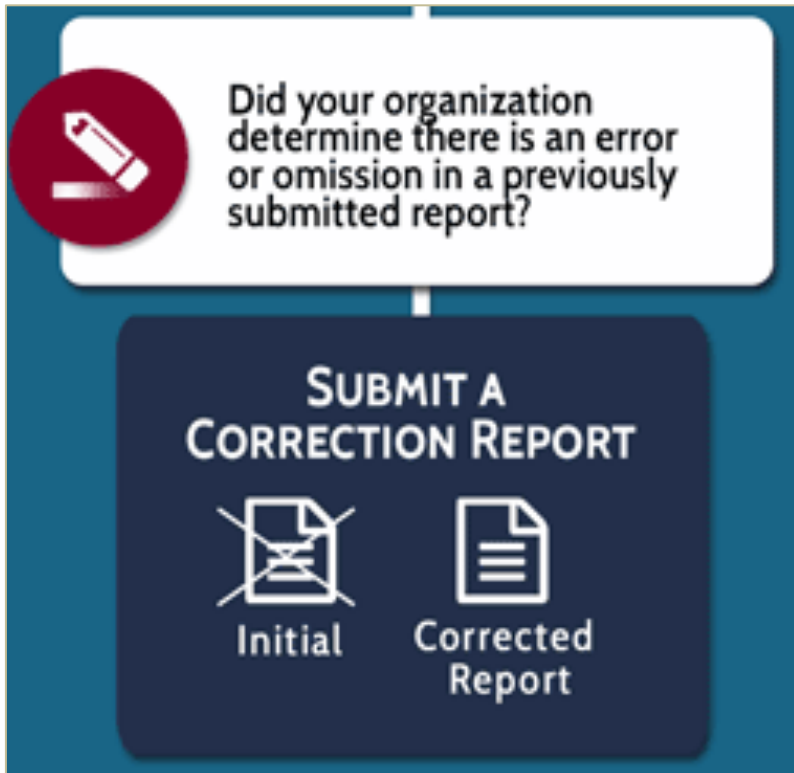 Did your organization
determine there is an error
or omission in a previously
submitted report?
SUBMIT A
CORRECTION REPORT
Initial
Corrected
Report